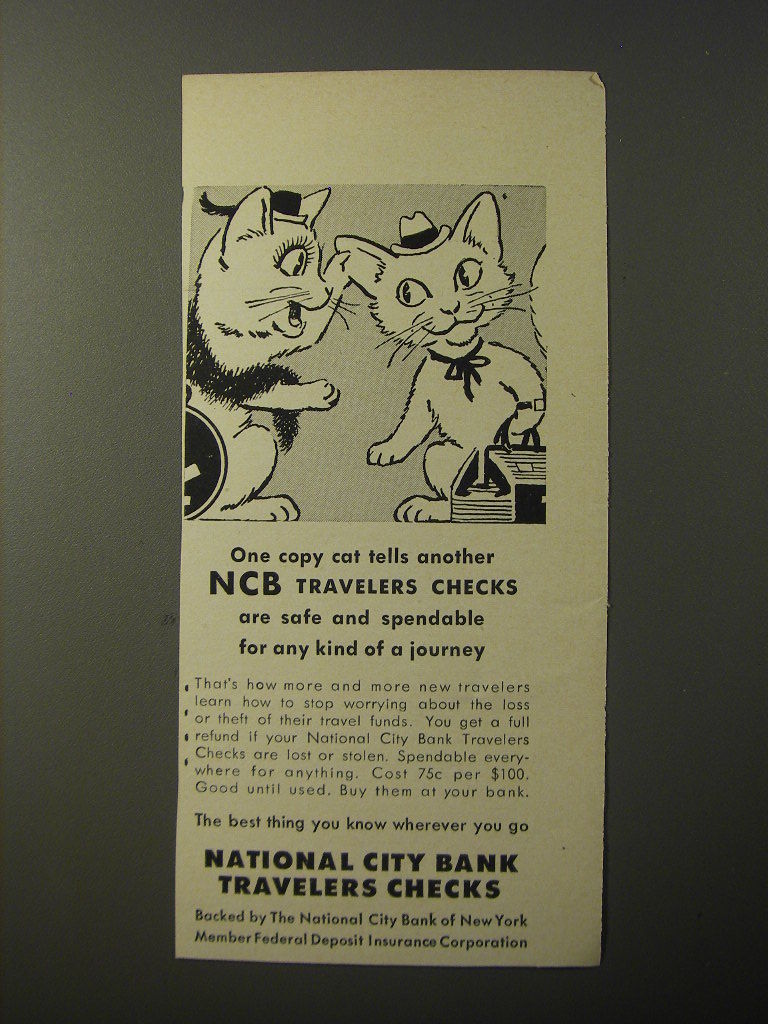 One copy cat tells another
NCB TRAVELERS CHECKS
are safe and spendable
for any kind of a journey
That's how more and more new travelers
learn how to stop worrying about the loss
or theft of their travel funds. You get a full
refund if your National City Bank Travelers
Checks are lost or stolen. Spendable every-
where for anything. Cost 75c per $100.
Good until used. Buy them at your bank.
The best thing you know wherever you go
NATIONAL CITY BANK
TRAVELERS CHECKS
Backed by The National City Bank of New York
Member Federal Deposit Insurance Corporation